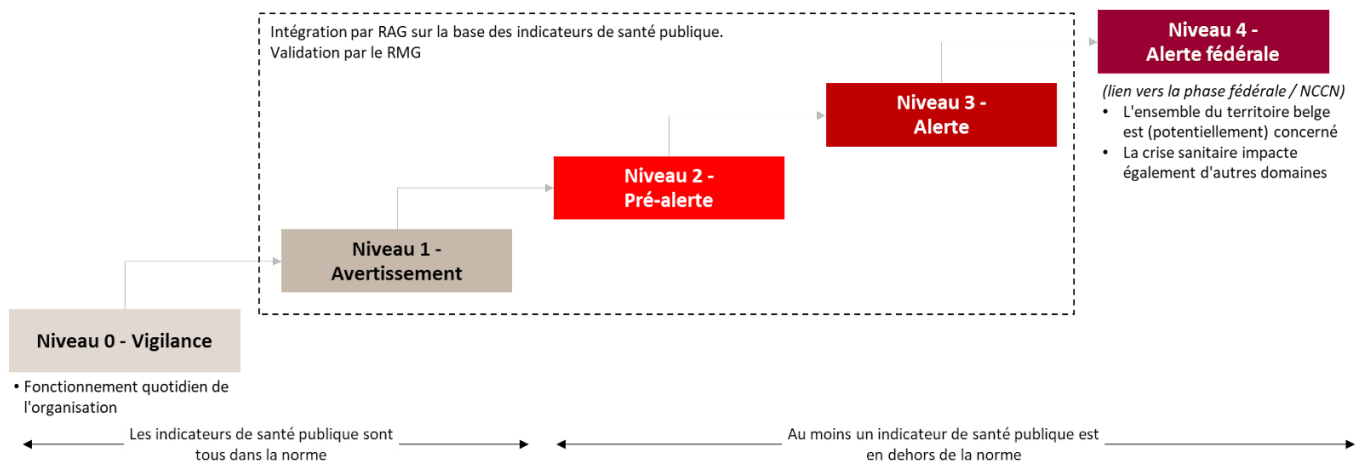 Intégration par RAG sur la base des indicateurs de santé publique.
Validation par le RMG
Niveau 4 -
Alerte fédérale
(lien vers la phase fédérale / NCCN)
• L'ensemble du territoire belge
est (potentiellement) concerné
• La crise sanitaire impacte
également d'autres domaines
Niveau 3 -
Alerte
Niveau 2 -
Pré-alerte
Niveau 1 -
Avertissement
Niveau 0 - Vigilance
• Fonctionnement quotidien de
l'organisation
Les indicateurs de santé publique sont
tous dans la norme
Au moins un indicateur de santé publique est
en dehors de la norme